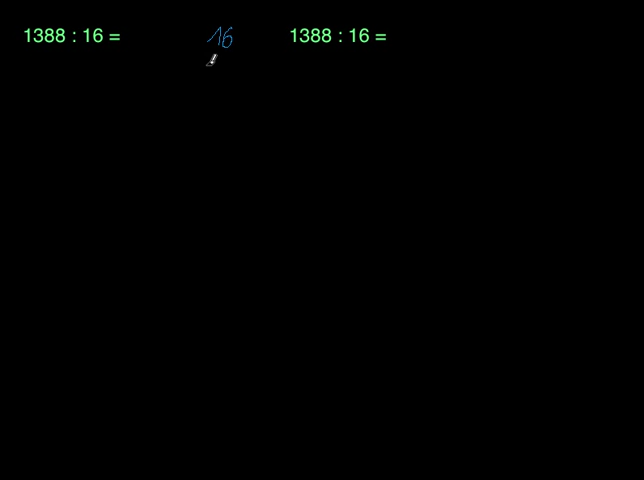 1388 : 16 = 16 1388 : 16 =